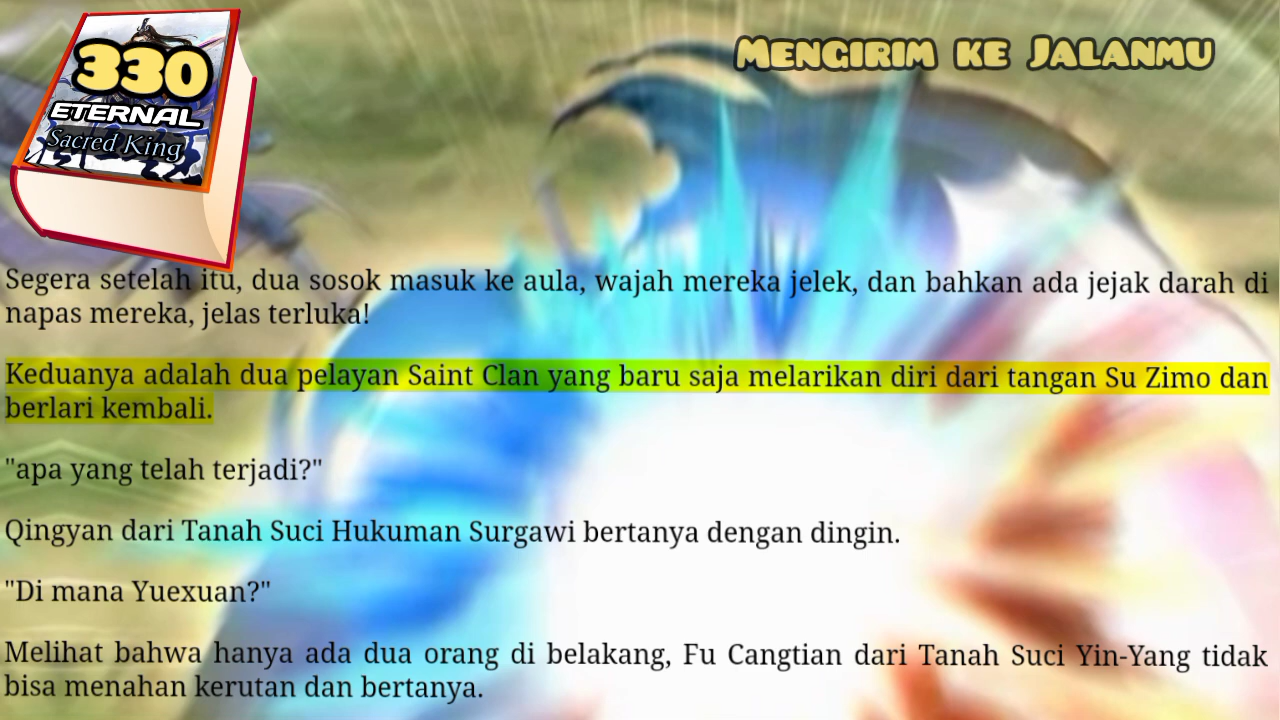 330
ETERNAL
Sacred King
Mengirim ke Jalanmu
Segera setelah itu, dua sosok masuk ke aula, wajah mereka jelek, dan bahkan ada jejak darah di
napas mereka, jelas terluka!
Keduanya adalah dua pelayan Saint Clan yang baru saja melarikan diri dari tangan Su Zimo dan
berlari kembali.
"apa yang telah terjadi?"
Qingyan dari Tanah Suci Hukuman Surgawi bertanya dengan dingin.
"Di mana Yuexuan?"
Melihat bahwa hanya ada dua orang di belakang, Fu Cangtian dari Tanah Suci Yin-Yang tidak
bisa menahan kerutan dan bertanya.